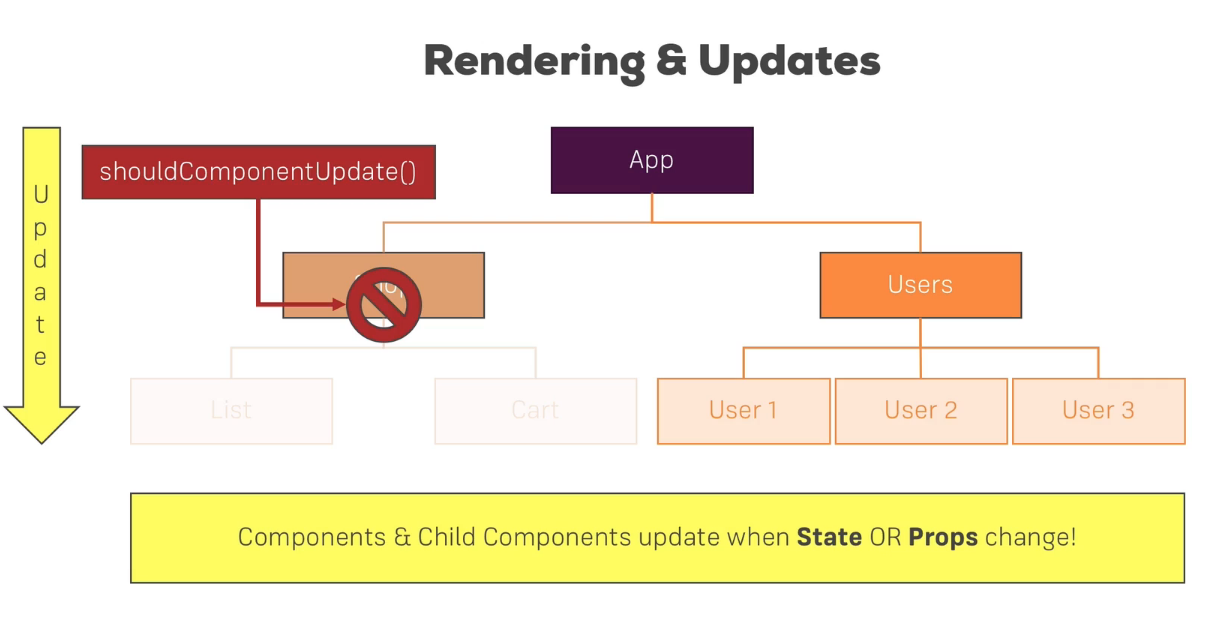 Rendering & Updates
Update
shouldComponentUpdate()
App
Users
List
Cart
User 1
User 2
User 3
Components & Child Components update when State OR Props change!